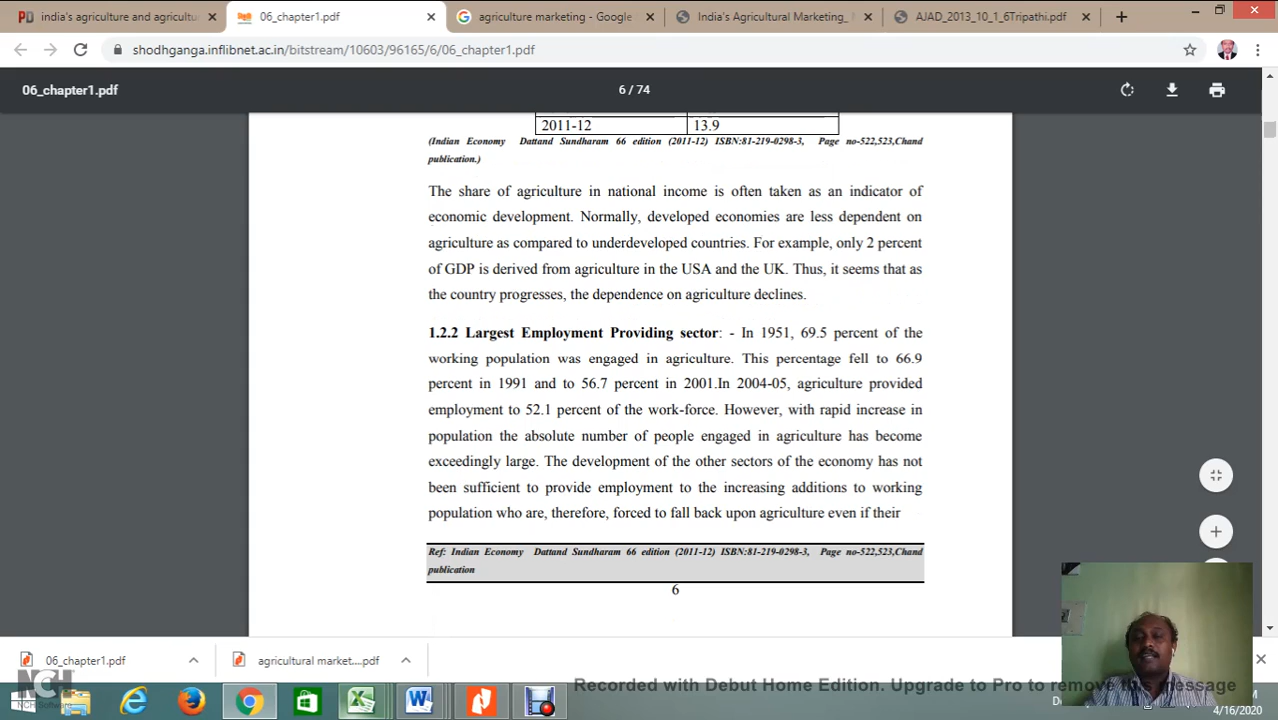 india's agriculture and agricultu
06_chapter1.pdf
agriculture marketing - Google
India's Agricultural Marketing_
AJAD_2013_10_1_6Tripathi.pdf
shodhganga.inflibnet.ac.in/bitstream/10603/96165/6/06_chapter1.pdf
06_chapter1.pdf
6 / 74
2011-12 13.9
(Indian Economy Dattand Sundharam 66 edition (2011-12) ISBN:81-219-0298-3, Page no-522,523,Chand
publication.)
The share of agriculture in national income is often taken as an indicator of
economic development. Normally, developed economies are less dependent on
agriculture as compared to underdeveloped countries. For example, only 2 percent
of GDP is derived from agriculture in the USA and the UK. Thus, it seems that as
the country progresses, the dependence on agriculture declines.
1.2.2 Largest Employment Providing sector: - In 1951, 69.5 percent of the
working population was engaged in agriculture. This percentage fell to 66.9
percent in 1991 and to 56.7 percent in 2001.In 2004-05, agriculture provided
employment to 52.1 percent of the work-force. However, with rapid increase in
population the absolute number of people engaged in agriculture has become
exceedingly large. The development of the other sectors of the economy has not
been sufficient to provide employment to the increasing additions to working
population who are, therefore, forced to fall back upon agriculture even if their
Ref: Indian Economy Dattand Sundharam 66 edition (2011-12) ISBN:81-219-0298-3, Page no-522,523,Chand
publication
6
06_chapter1.pdf
agricultural market....pdf
NCH
NCH Software
Recorded with Debut Home Edition. Upgrade to Pro to remove this message
4/16/2020